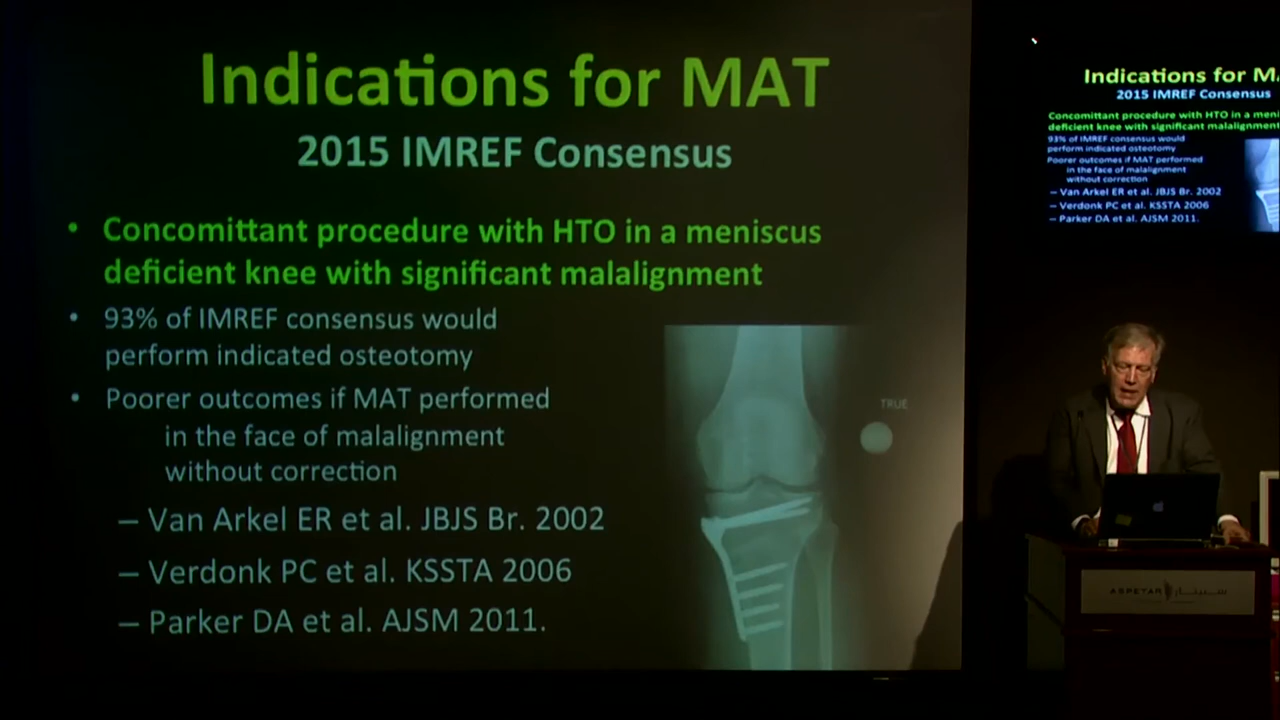 Indications for MAT
2015 IMREF Consensus
• Concomittant procedure with HTO in a meniscus
deficient knee with significant malalignment
• 93% of IMREF consensus would
perform indicated osteotomy
• Poorer outcomes if MAT performed
in the face of malalignment
without correction
– Van Arkel ER et al. JBJS Br. 2002
– Verdonk PC et al. KSSTA 2006
– Parker DA et al. AJSM 2011.
TRUE
Indications for MA
2015 IMREF Consensus
Concomittant procedure with HTO in a meni
deficient knee with significant malalignment
93% of IMREF consensus would
perform indicated osteotomy
Poorer outcomes if MAT performed
in the face of malalignment
without correction
– Van Arkel ER et al. JBJS Br. 2002
– Verdonk PC et al. KSSTA 2006
– Parker DA et al. AJSM 2011.
ASPETAR سبيتار